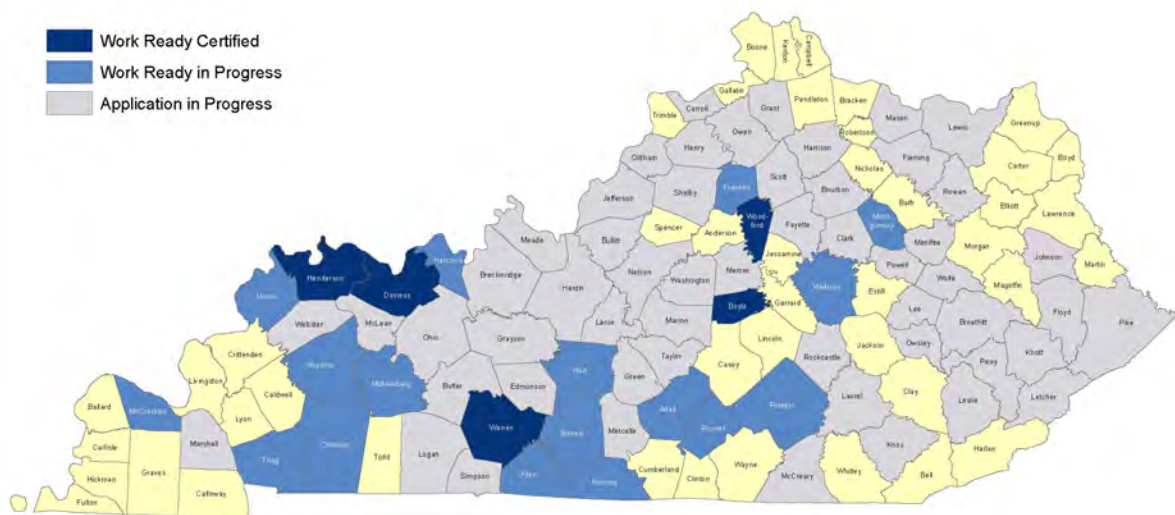 Work Ready Certified
Work Ready in Progress
Application in Progress
Boone
Kenton
Campbell
Gallatin
Carroll
Grant
Pendleton
Bracken
Trimble
Owen
Robertson
Mason
Lewis
Greenup
Oldham
Henry
Harrison
Fleming
Carter
Boyd
Nicholas
Scott
Rowan
Franklin
Shelby
Jefferson
Bourbon
Bath
Elliott
Lawrence
Wood-
ford
Mont-
gomery
Spencer
Anderson
Fayette
Clark
Menifee
Morgan
Johnson
Martin
Meade
Bullitt
Jessamine
Powell
Wolfe
Magoffin
Hancock
Breckinridge
Nelson
Washington
Mercer
Madison
Estill
Henderson
Daviess
Hardin
Garrard
Lee
Breathitt
Floyd
Pike
Union
Boyle
Webster
McLean
Ohio
Larue
Marion
Lincoln
Jackson
Owsley
Knott
Grayson
Taylor
Casey
Rockcastle
Perry
Crittenden
Hopkins
Muhlenberg
Butler
Edmonson
Hart
Green
Clay
Leslie
Letcher
Livingston
Caldwell
Lyon
Adair
Pulaski
Laurel
Ballard
McCracken
Warren
Barren
Metcalfe
Russell
Knox
Harlan
Carlisle
Marshall
Christian
Trigg
Todd
Logan
Simpson
Allen
Monroe
Cumberland
Clinton
Wayne
McCreary
Whitley
Bell
Hickman
Graves
Calloway
Fulton